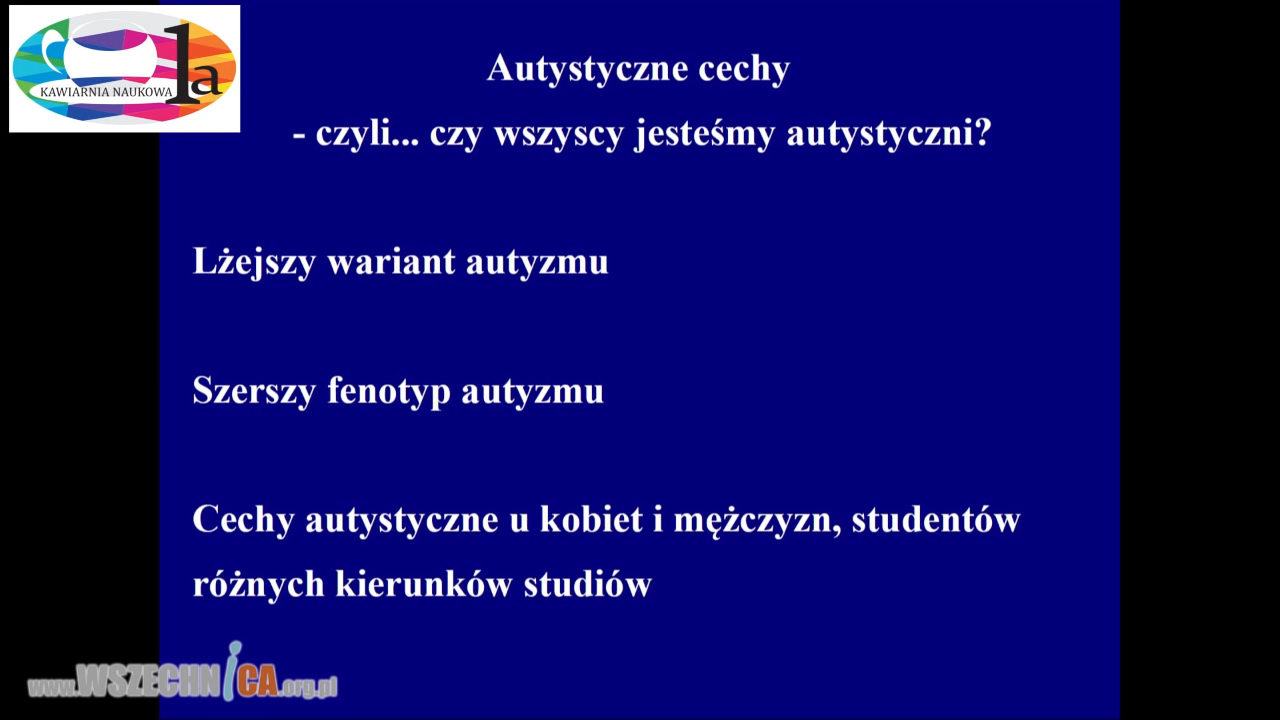 1a
KAWIARNIA NAUKOWA
Autystyczne cechy
- czyli... czy wszyscy jesteśmy autystyczni?
Lżejszy wariant autyzmu
Szerszy fenotyp autyzmu
Cechy autystyczne u kobiet i mężczyzn, studentów
różnych kierunków studiów
www.WSZECHNiCA.org.pl